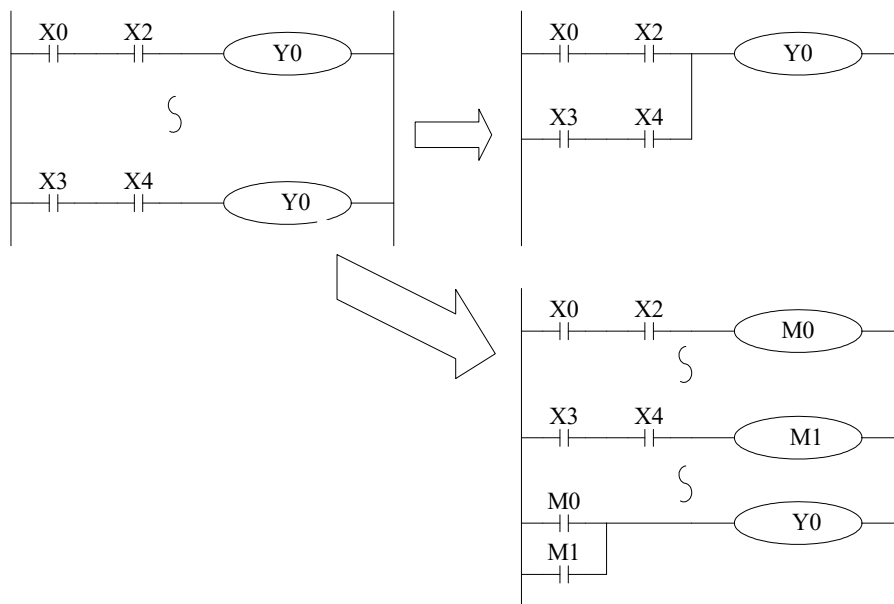 X0 X2 Y0
X3 X4 Y0
X0 X2 Y0
X3 X4
X0 X2 M0
X3 X4 M1
M0 Y0
M1